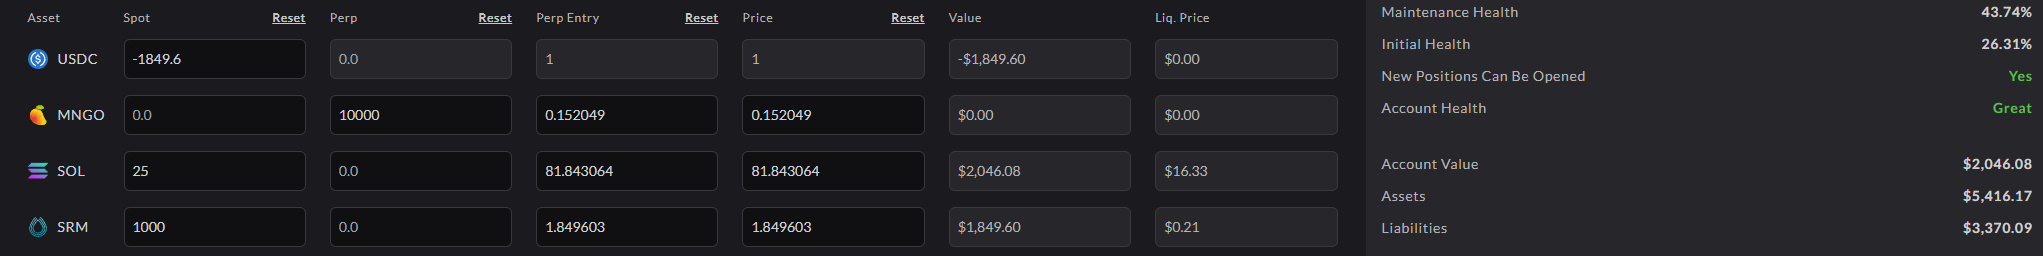 Asset Spot Reset Perp Reset Perp Entry Reset Price Reset Value Liq. Price
USDC -1849.6 0.0 1 1 -$1,849.60 $0.00
MNGO 0.0 10000 0.152049 0.152049 $0.00 $0.00
SOL 25 0.0 81.843064 81.843064 $2,046.08 $16.33
SRM 1000 0.0 1.849603 1.849603 $1,849.60 $0.21
Maintenance Health 43.74%
Initial Health 26.31%
New Positions Can Be Opened Yes
Account Health Great
Account Value $2,046.08
Assets $5,416.17
Liabilities $3,370.09